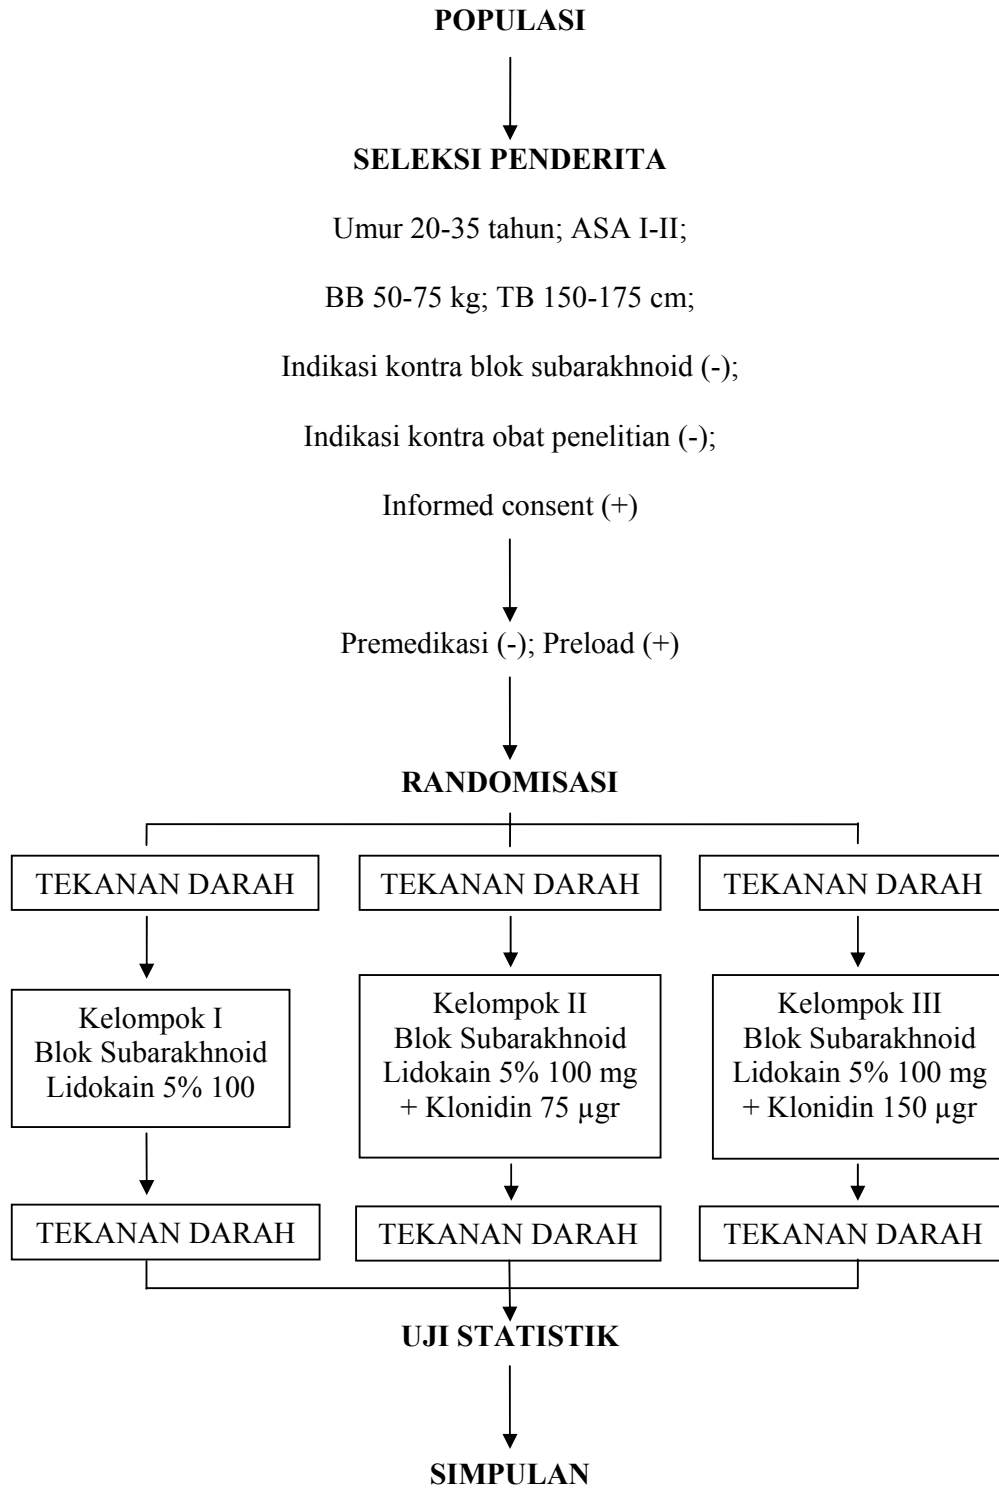 POPULASI
SELEKSI PENDERITA
Umur 20-35 tahun; ASA I-II;
BB 50-75 kg; TB 150-175 cm;
Indikasi kontra blok subarakhnoid (-);
Indikasi kontra obat penelitian (-);
Informed consent (+)
Premedikasi (-); Preload (+)
RANDOMISASI
TEKANAN DARAH
TEKANAN DARAH
TEKANAN DARAH
Kelompok I
Blok Subarakhnoid
Lidokain 5% 100
Kelompok II
Blok Subarakhnoid
Lidokain 5% 100 mg
+ Klonidin 75 µgr
Kelompok III
Blok Subarakhnoid
Lidokain 5% 100 mg
+ Klonidin 150 µgr
TEKANAN DARAH
TEKANAN DARAH
TEKANAN DARAH
UJI STATISTIK
SIMPULAN